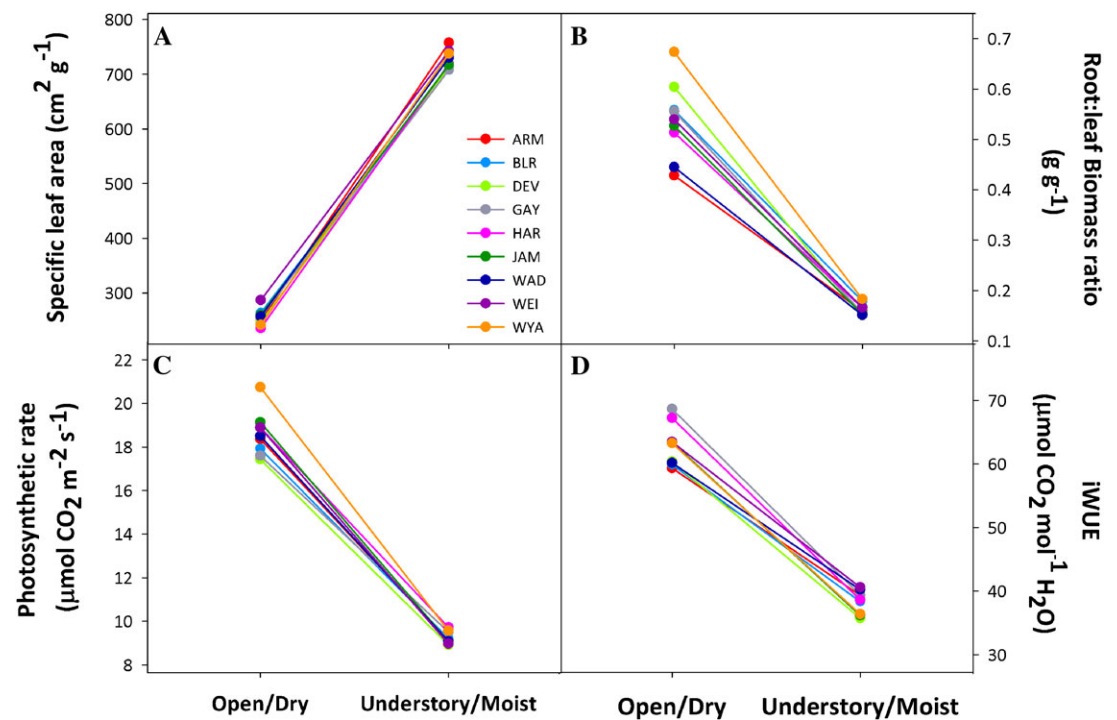 A
Specific leaf area (cm² g⁻¹)
800
700
600
500
400
300
ARM
BLR
DEV
GAY
HAR
JAM
WAD
WEI
WYA
B
0.7
0.6
0.5
0.4
0.3
0.2
0.1
Root:leaf Biomass ratio
(g g-1)
C
Photosynthetic rate
(µmol CO₂ m⁻² s⁻¹)
22
20
18
16
14
12
10
8
Open/Dry
Understory/Moist
D
70
60
50
40
30
iWUE
(µmol CO₂ mol⁻¹ H₂O)
Open/Dry
Understory/Moist